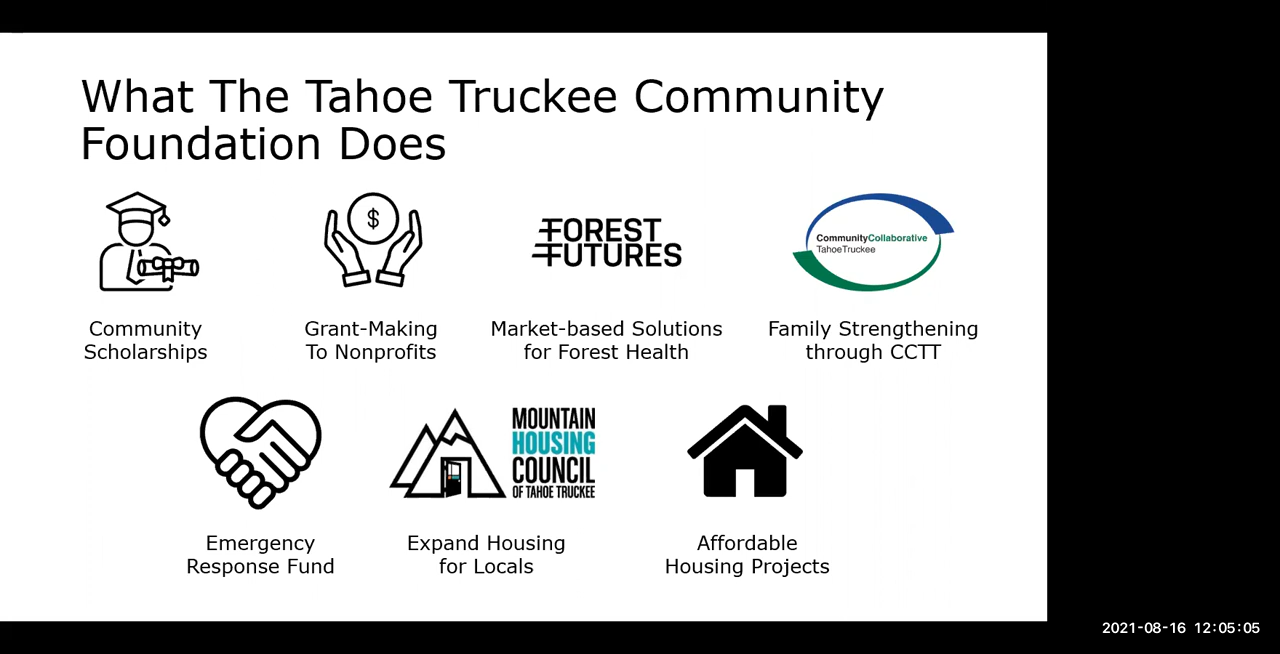 What The Tahoe Truckee Community
Foundation Does
$
FOREST
FUTURES
CommunityCollaborative
TahoeTruckee
Community
Scholarships
Grant-Making
To Nonprofits
Market-based Solutions
for Forest Health
Family Strengthening
through CCTT
MOUNTAIN
HOUSING
COUNCIL
OF TAHOE TRUCKEE
Emergency
Response Fund
Expand Housing
for Locals
Affordable
Housing Projects
2021-08-16 12:05:05